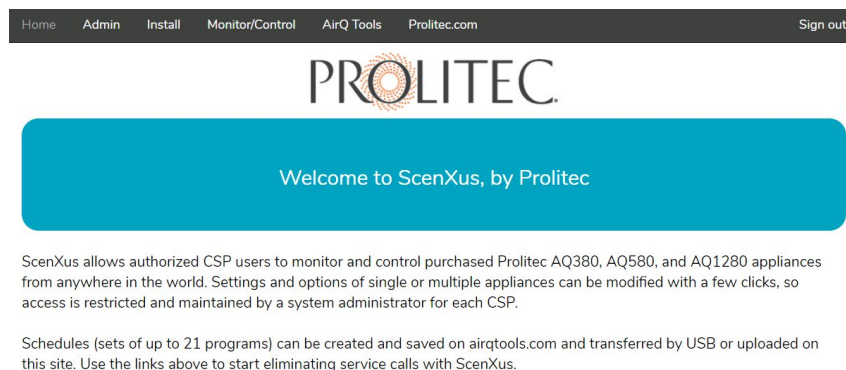 Home Admin Install Monitor/Control AirQ Tools Prolitec.com Sign out
PROLITEC.
Welcome to ScenXus, by Prolitec
ScenXus allows authorized CSP users to monitor and control purchased Prolitec AQ380, AQ580, and AQ1280 appliances
from anywhere in the world. Settings and options of single or multiple appliances can be modified with a few clicks, so
access is restricted and maintained by a system administrator for each CSP.
Schedules (sets of up to 21 programs) can be created and saved on airqtools.com and transferred by USB or uploaded on
this site. Use the links above to start eliminating service calls with ScenXus.